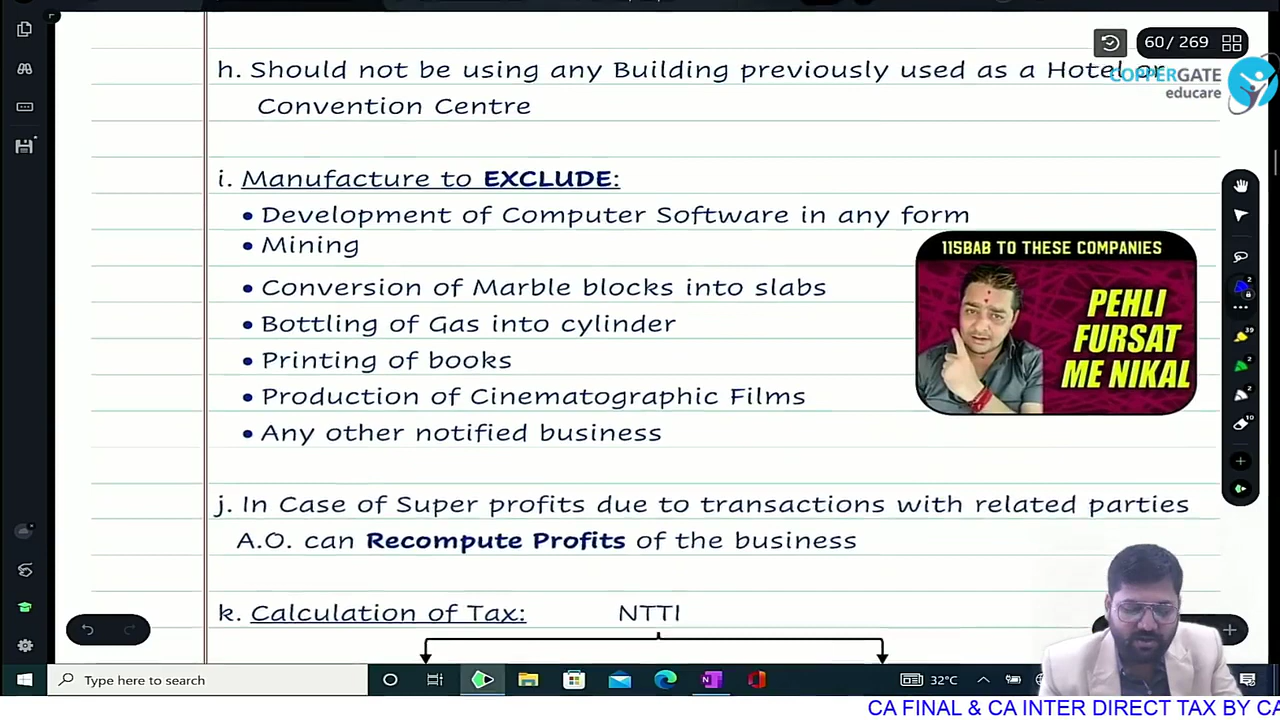 60 / 269
COPPERGATE
educare
h. Should not be using any Building previously used as a Hotel or
Convention Centre
i. Manufacture to EXCLUDE:
• Development of Computer Software in any form
• Mining
• Conversion of Marble blocks into slabs
• Bottling of Gas into cylinder
• Printing of books
• Production of Cinematographic Films
• Any other notified business
115BAB TO THESE COMPANIES
PEHLI
FURSAT
ME NIKAL
j. In Case of Super profits due to transactions with related parties
A.O. can Recompute Profits of the business
k. Calculation of Tax: NTTI
Type here to search
32°C
CA FINAL & CA INTER DIRECT TAX BY CA